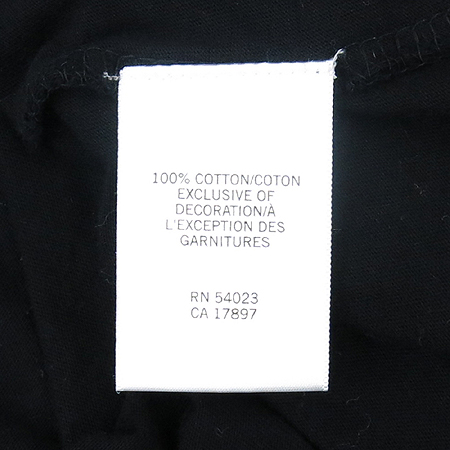 100% COTTON/COTON
EXCLUSIVE OF
DECORATION/À
L'EXCEPTION DES
GARNITURES
RN 54023
CA 17897